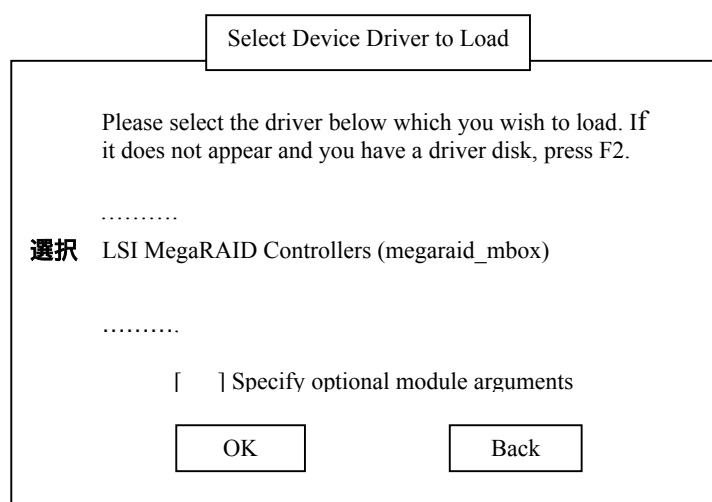 Select Device Driver to Load
Please select the driver below which you wish to load. If
it does not appear and you have a driver disk, press F2.
..........
選択 LSI MegaRAID Controllers (megaraid_mbox)
..........
[ ] Specify optional module arguments
OK Back